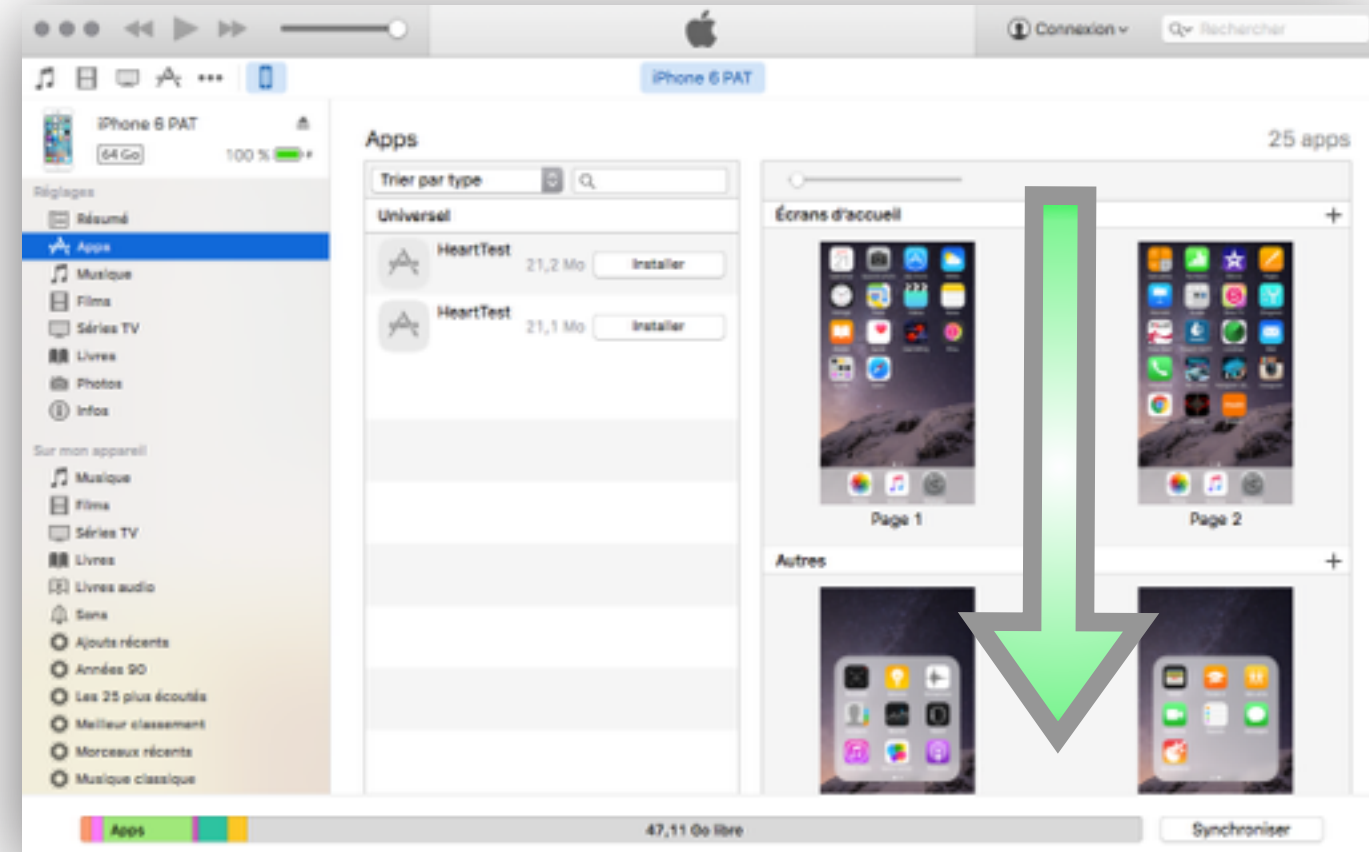 Connexion
Rechercher
iPhone 6 PAT
iPhone 6 PAT
64 Go
100 %
Réglages
Résumé
Apps
Musique
Films
Séries TV
Livres
Photos
Infos
Sur mon appareil
Musique
Films
Séries TV
Livres
Livres audio
Sons
Ajouts récents
Années 90
Les 25 plus écoutés
Meilleur classement
Morceaux récents
Musique classique
Apps
25 apps
Trier par type
Universel
HeartTest
21,2 Mo
Installer
HeartTest
21,1 Mo
Installer
Écrans d'accueil
+
Page 1
Page 2
Autres
+
Apps
47,11 Go libre
Synchroniser